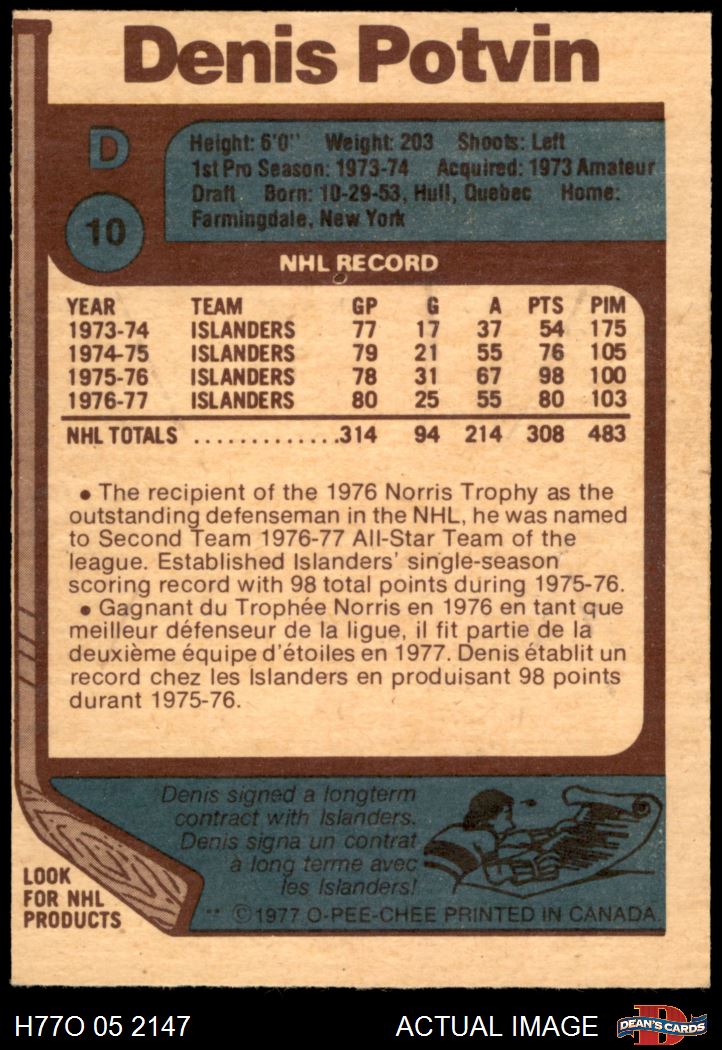 Denis Potvin
D
10
Height: 6'0" Weight: 203 Shoots: Left
1st Pro Season: 1973-74 Acquired: 1973 Amateur
Draft Born: 10-29-53, Hull, Quebec Home:
Farmingdale, New York
NHL RECORD
YEAR TEAM GP G A PTS PIM
1973-74 ISLANDERS 77 17 37 54 175
1974-75 ISLANDERS 79 21 55 76 105
1975-76 ISLANDERS 78 31 67 98 100
1976-77 ISLANDERS 80 25 55 80 103
NHL TOTALS .............314 94 214 308 483
• The recipient of the 1976 Norris Trophy as the
outstanding defenseman in the NHL, he was named
to Second Team 1976-77 All-Star Team of the
league. Established Islanders' single-season
scoring record with 98 total points during 1975-76.
• Gagnant du Trophée Norris en 1976 en tant que
meilleur défenseur de la ligue, il fit partie de la
deuxième équipe d'étoiles en 1977. Denis établit un
record chez les Islanders en produisant 98 points
durant 1975-76.
Denis signed a longterm
contract with Islanders.
Denis signa un contrat
à long terme avec
les Islanders!
LOOK
FOR NHL
PRODUCTS
** ©1977 O-PEE-CHEE PRINTED IN CANADA.
H77O 05 2147 ACTUAL IMAGE D DEAN'S CARDS